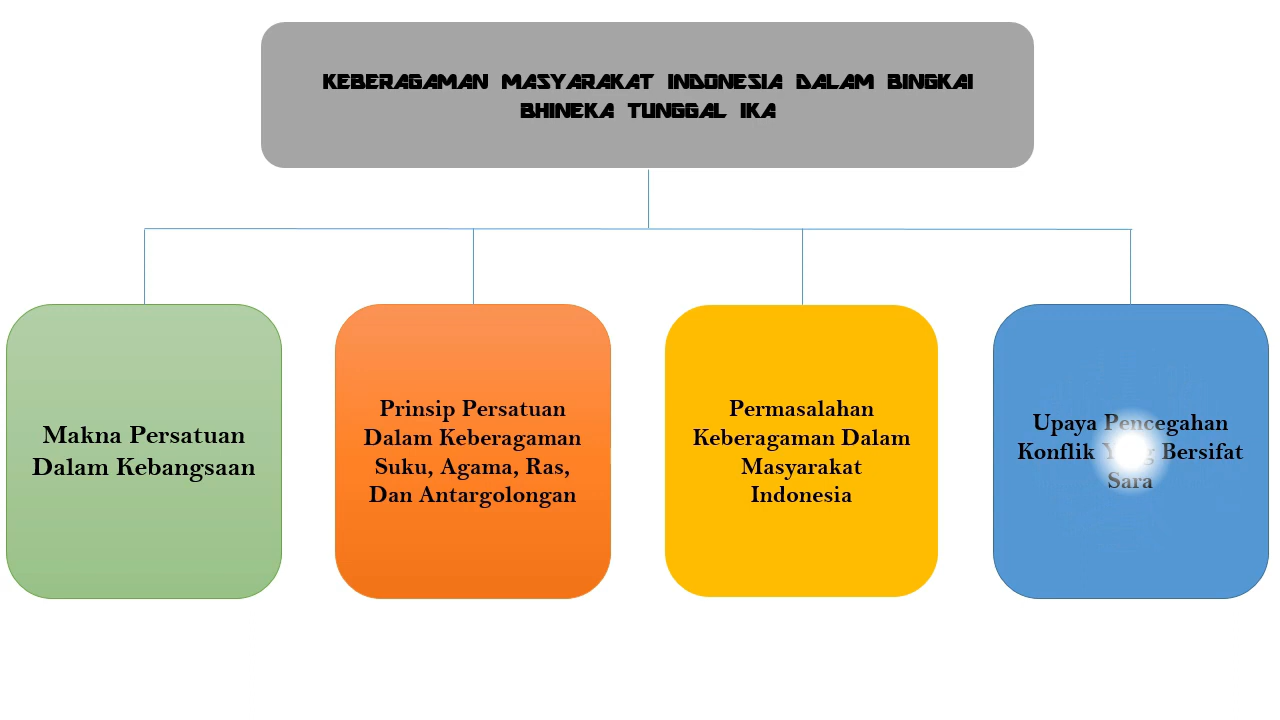 KEBERAGAMAN MASYARAKAT INDONESIA DALAM BINGKAI
BHINEKA TUNGGAL IKA
Makna Persatuan
Dalam Kebangsaan
Prinsip Persatuan
Dalam Keberagaman
Suku, Agama, Ras,
Dan Antargolongan
Permasalahan
Keberagaman Dalam
Masyarakat
Indonesia
Upaya Pencegahan
Konflik Yang Bersifat
Sara